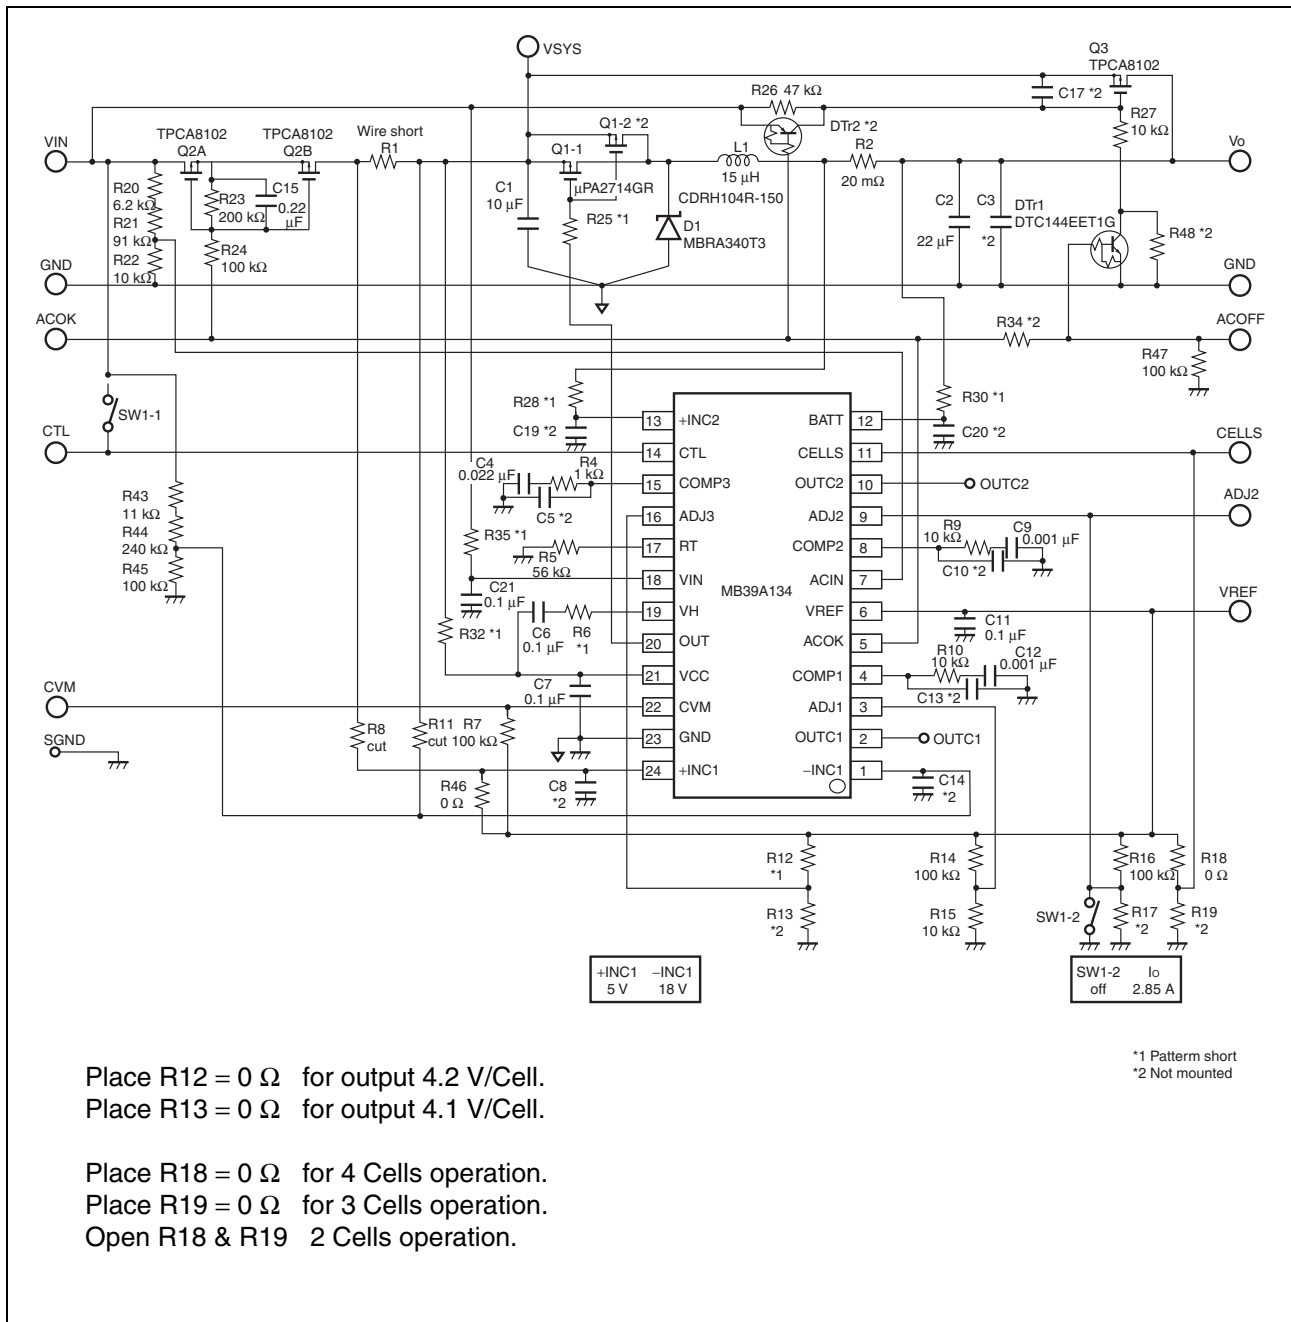 VSYS
Q3
TPCA8102
R26 47 kΩ
C17 *2
R27
10 kΩ
VIN
TPCA8102
Q2A
TPCA8102
Q2B
Wire short
R1
Q1-2 *2
Q1-1
DTr2 *2
L1
15 μH
R2
20 mΩ
Vo
R20
6.2 kΩ
R21
91 kΩ
R22
10 kΩ
R23
200 kΩ
C15
0.22
μF
R24
100 kΩ
C1
10 μF
μPA2714GR
R25 *1
CDRH104R-150
D1
MBRA340T3
C2
22 μF
C3
*2
DTr1
DTC144EET1G
R48 *2
GND
GND
ACOK
R34 *2
ACOFF
R47
100 kΩ
SW1-1
R28 *1
C19 *2
R30 *1
C20 *2
CTL
CELLS
13 +INC2
BATT 12
14 CTL
CELLS 11
15 COMP3
OUTC2 10
OUTC2
16 ADJ3
ADJ2 9
ADJ2
17 RT
COMP2 8
18 VIN
ACIN 7
MB39A134
19 VH
VREF 6
VREF
20 OUT
ACOK 5
21 VCC
COMP1 4
22 CVM
ADJ1 3
23 GND
OUTC1 2
OUTC1
24 +INC1
−INC1 1
C4
0.022 μF
R4
1 kΩ
C5 *2
R9
10 kΩ
C9
0.001 μF
C10 *2
R43
11 kΩ
R44
240 kΩ
R45
100 kΩ
R35 *1
R5
56 kΩ
C21
0.1 μF
R32 *1
C6
0.1 μF
R6
*1
C11
0.1 μF
R10
10 kΩ
C12
0.001 μF
C13 *2
C7
0.1 μF
CVM
SGND
R8
cut
R11
cut
R7
100 kΩ
R46
0 Ω
C8
*2
C14
*2
R12
*1
R13
*2
R14
100 kΩ
R15
10 kΩ
R16
100 kΩ
R18
0 Ω
SW1-2
R17
*2
R19
*2
+INC1 −INC1
5 V 18 V
SW1-2 Io
off 2.85 A
*1 Patterm short
*2 Not mounted
Place R12 = 0 Ω for output 4.2 V/Cell.
Place R13 = 0 Ω for output 4.1 V/Cell.
Place R18 = 0 Ω for 4 Cells operation.
Place R19 = 0 Ω for 3 Cells operation.
Open R18 & R19 2 Cells operation.